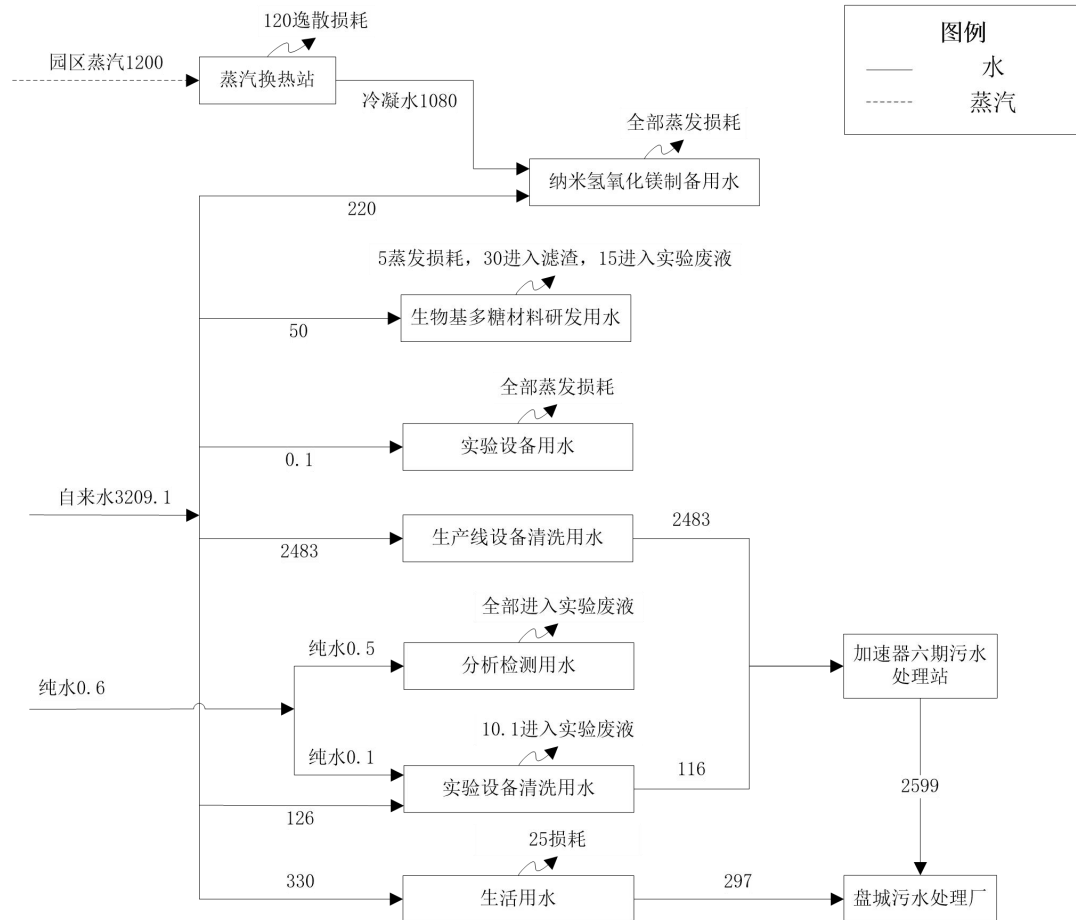 120逸散损耗
园区蒸汽1200
蒸汽换热站
冷凝水1080
图例
水
蒸汽
全部蒸发损耗
纳米氢氧化镁制备用水
220
5蒸发损耗，30进入滤渣，15进入实验废液
生物基多糖材料研发用水
50
全部蒸发损耗
实验设备用水
0.1
自来水3209.1
2483
生产线设备清洗用水
2483
全部进入实验废液
纯水0.5
分析检测用水
加速器六期污水
处理站
纯水0.6
10.1进入实验废液
纯水0.1
实验设备清洗用水
116
126
2599
25损耗
330
生活用水
297
盘城污水处理厂